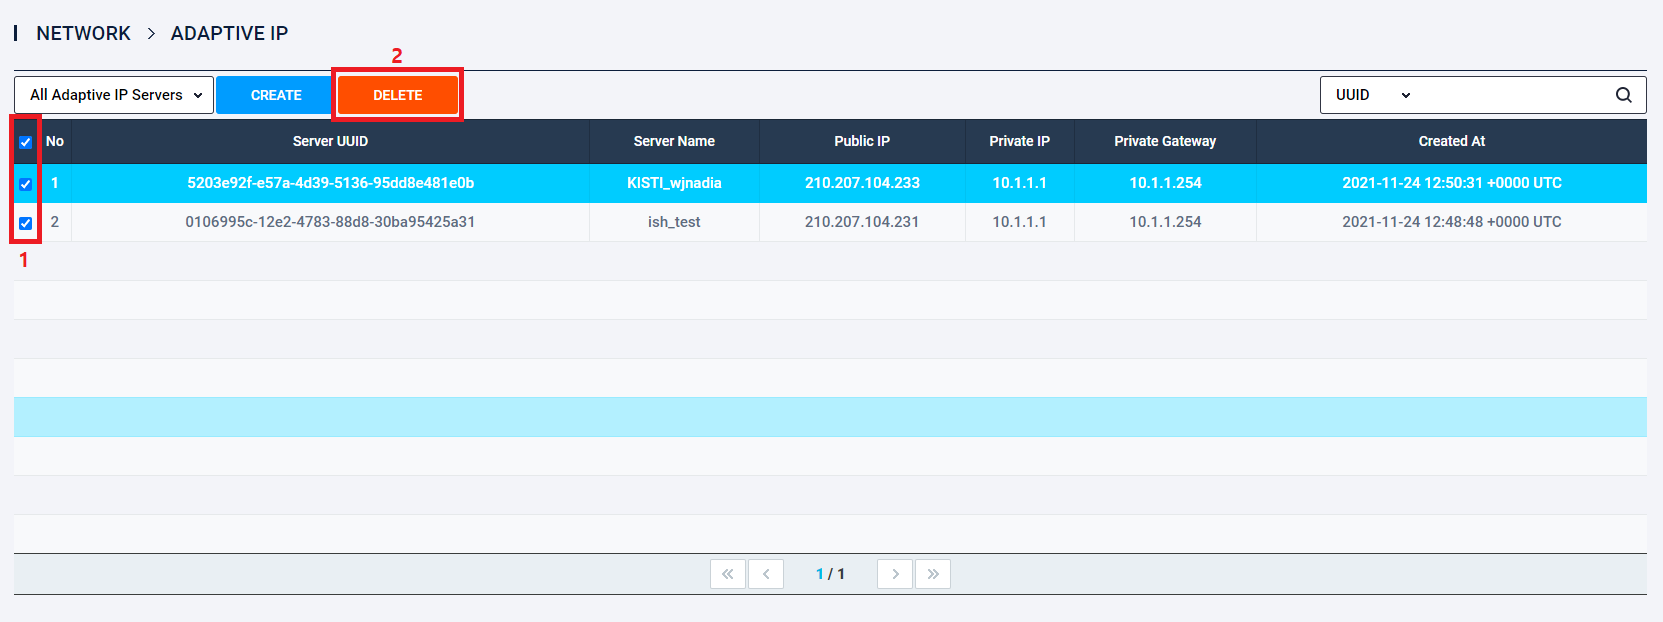 NETWORK > ADAPTIVE IP
2
All Adaptive IP Servers CREATE DELETE UUID
No Server UUID Server Name Public IP Private IP Private Gateway Created At
1 5203e92f-e57a-4d39-5136-95dd8e481e0b KISTI_wjnadia 210.207.104.233 10.1.1.1 10.1.1.254 2021-11-24 12:50:31 +0000 UTC
2 0106995c-12e2-4783-88d8-30ba95425a31 ish_test 210.207.104.231 10.1.1.1 10.1.1.254 2021-11-24 12:48:48 +0000 UTC
1
« ‹ 1 / 1 › »